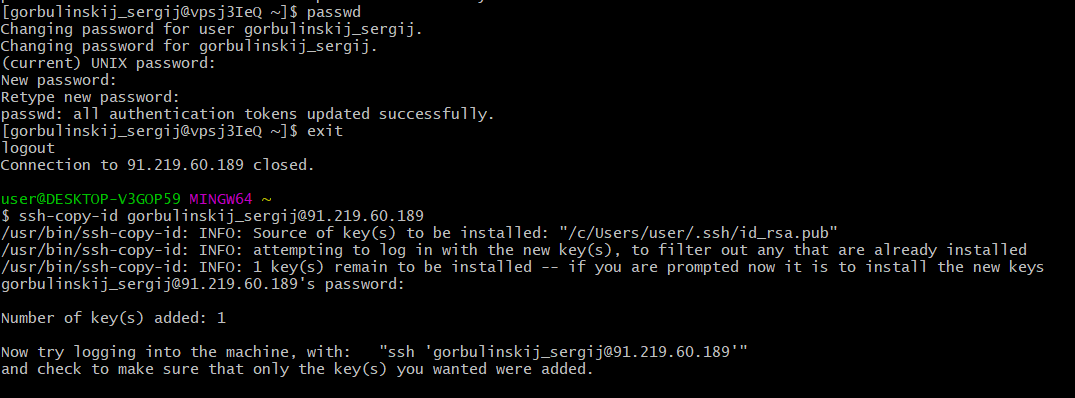 [gorbulinskij_sergij@vpsj3IeQ ~]$ passwd
Changing password for user gorbulinskij_sergij.
Changing password for gorbulinskij_sergij.
(current) UNIX password:
New password:
Retype new password:
passwd: all authentication tokens updated successfully.
[gorbulinskij_sergij@vpsj3IeQ ~]$ exit
logout
Connection to 91.219.60.189 closed.
user@DESKTOP-V3GOP59 MINGW64 ~
$ ssh-copy-id gorbulinskij_sergij@91.219.60.189
/usr/bin/ssh-copy-id: INFO: Source of key(s) to be installed: "/c/Users/user/.ssh/id_rsa.pub"
/usr/bin/ssh-copy-id: INFO: attempting to log in with the new key(s), to filter out any that are already installed
/usr/bin/ssh-copy-id: INFO: 1 key(s) remain to be installed -- if you are prompted now it is to install the new keys
gorbulinskij_sergij@91.219.60.189's password:
Number of key(s) added: 1
Now try logging into the machine, with:   "ssh 'gorbulinskij_sergij@91.219.60.189'"
and check to make sure that only the key(s) you wanted were added.